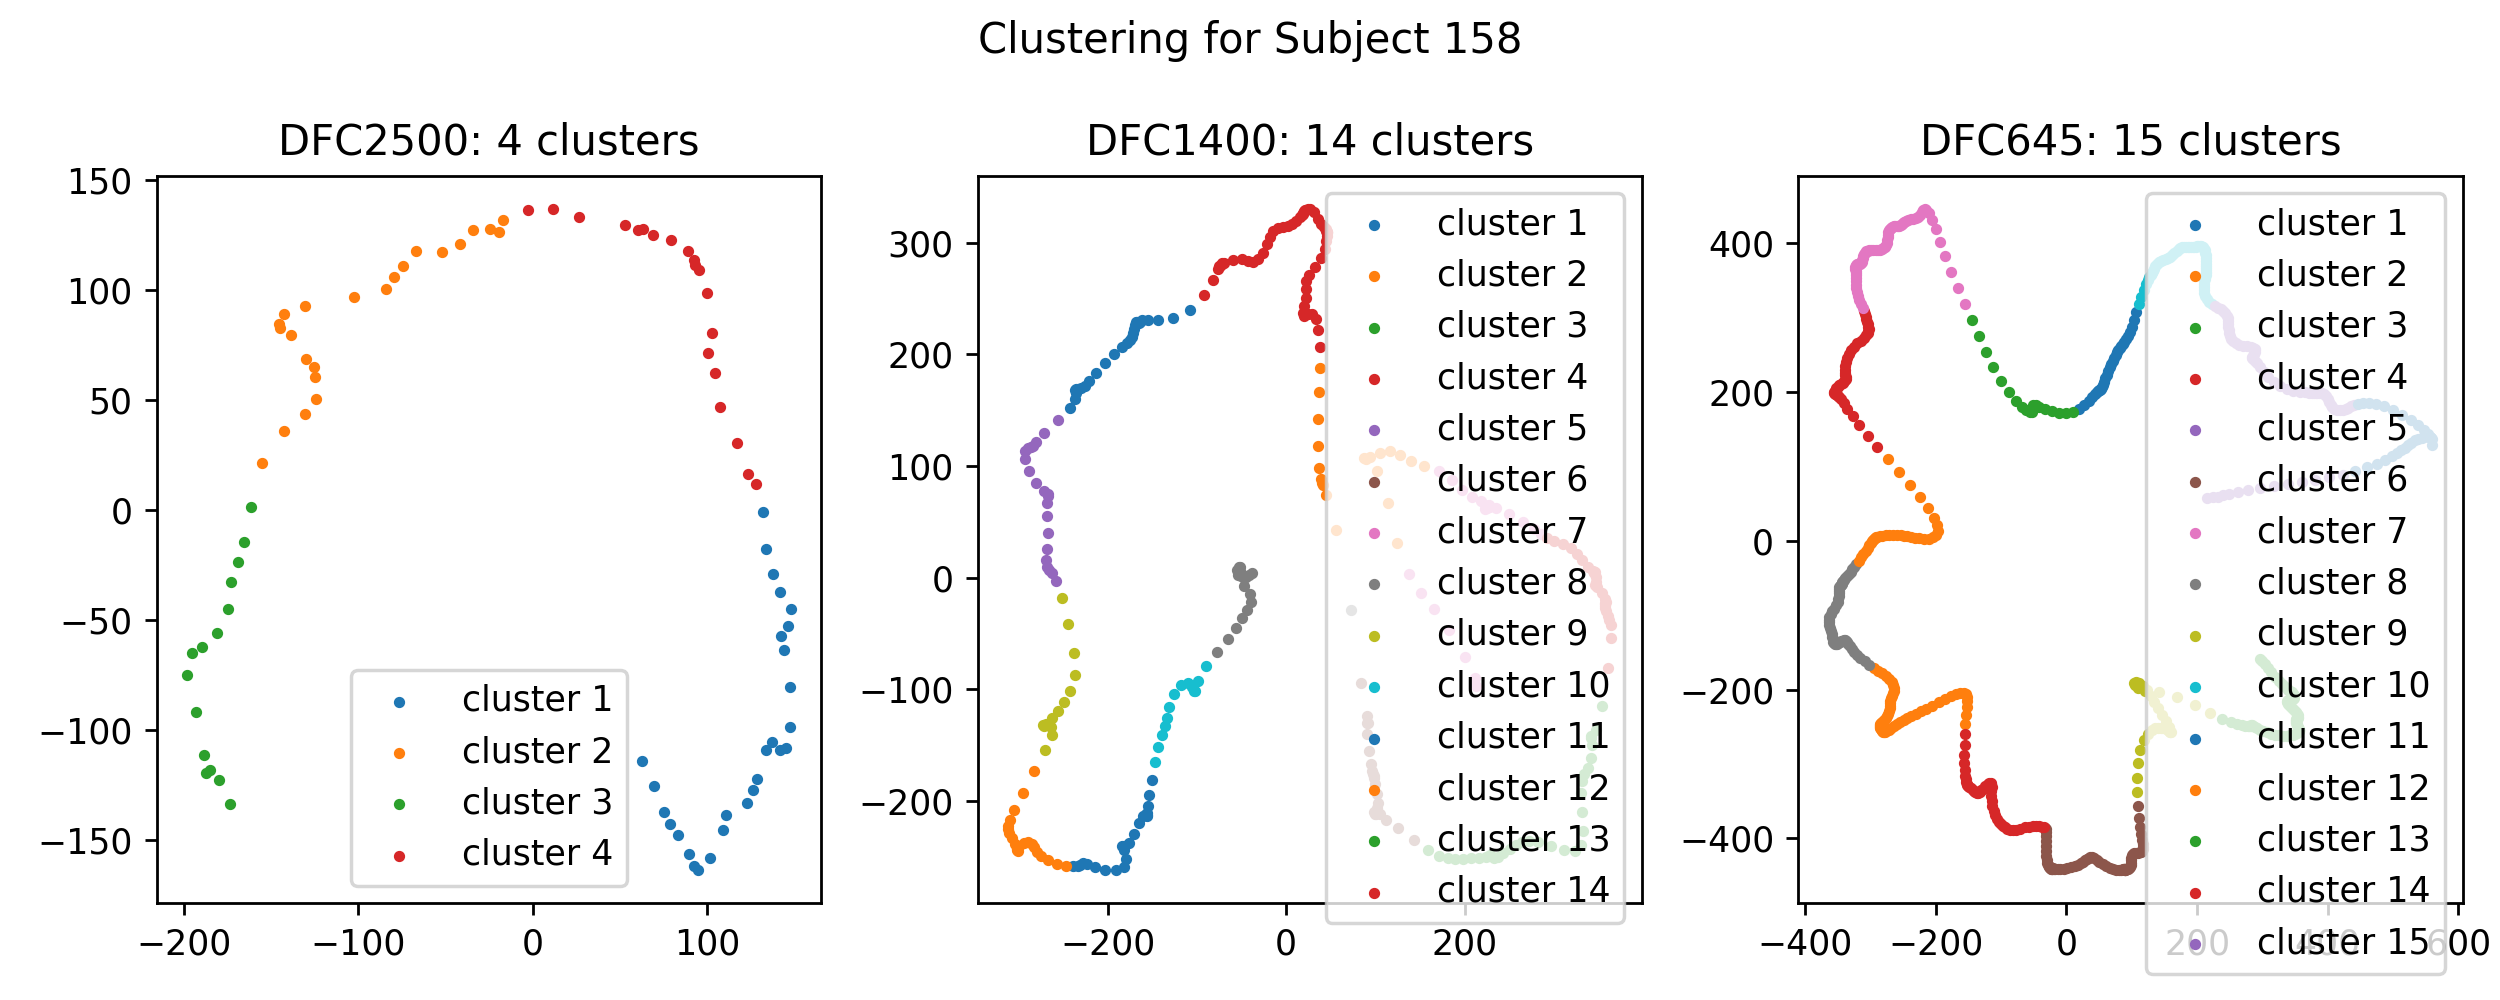 Clustering for Subject 158
DFC2500: 4 clusters
150
100
50
0
−50
−100
−150
−200
−100
0
100
cluster 1
cluster 2
cluster 3
cluster 4
DFC1400: 14 clusters
300
200
100
0
−100
−200
−200
0
200
cluster 1
cluster 2
cluster 3
cluster 4
cluster 5
cluster 6
cluster 7
cluster 8
cluster 9
cluster 10
cluster 11
cluster 12
cluster 13
cluster 14
DFC645: 15 clusters
400
200
0
−200
−400
−400
−200
0
200
400
600
cluster 1
cluster 2
cluster 3
cluster 4
cluster 5
cluster 6
cluster 7
cluster 8
cluster 9
cluster 10
cluster 11
cluster 12
cluster 13
cluster 14
cluster 15